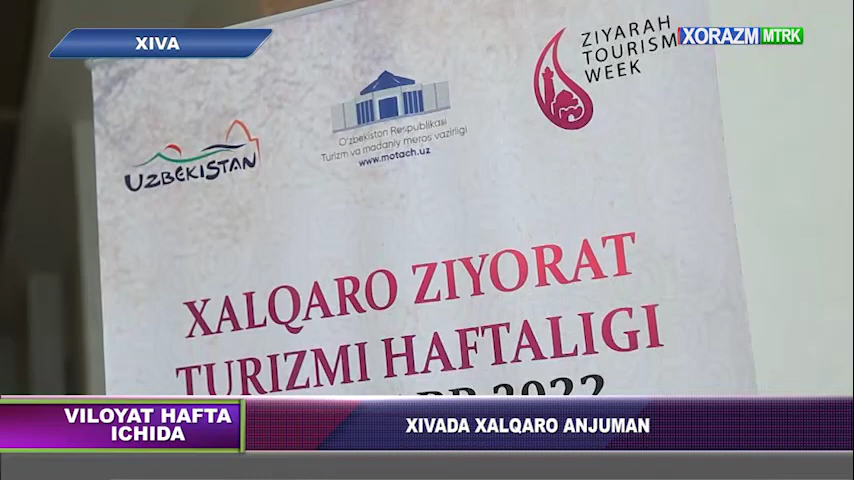 XIVA
XORAZM MTRK
ZIYARAH
TOURISM
WEEK
UZBEKISTAN
O'zbekiston Respublikasi
Turizm va madaniy meros vazirligi
www.motach.uz
XALQARO ZIYORAT
TURIZMI HAFTALIGI
2022
VILOYAT HAFTA
ICHIDA
XIVADA XALQARO ANJUMAN